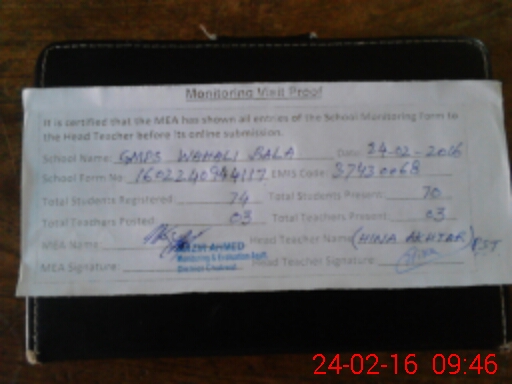 Monitoring Visit Proof
It is certified that the MEA has shown all entries of the School Monitoring Form to
the Head Teacher before its online submission.
School Name: GMPS WAHALI BALA Date: 24-02-2016
School Form No: EMIS Code: 37430068
Total Students Registered: 74 Total Students Present: 70
Total Teachers Posted: 03 Total Teachers Present: 03
MEA Name: AHMED Head Teacher Name: (HINA AKHTAR) PST
Monitoring & Evaluation Asstt.
MEA Signature: Head Teacher Signature:
24-02-16 09:46